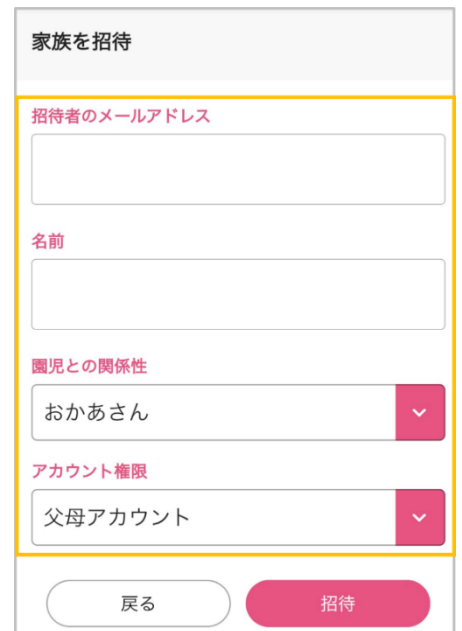 家族を招待
招待者のメールアドレス
名前
園児との関係性
おかあさん
アカウント権限
父母アカウント
戻る 招待